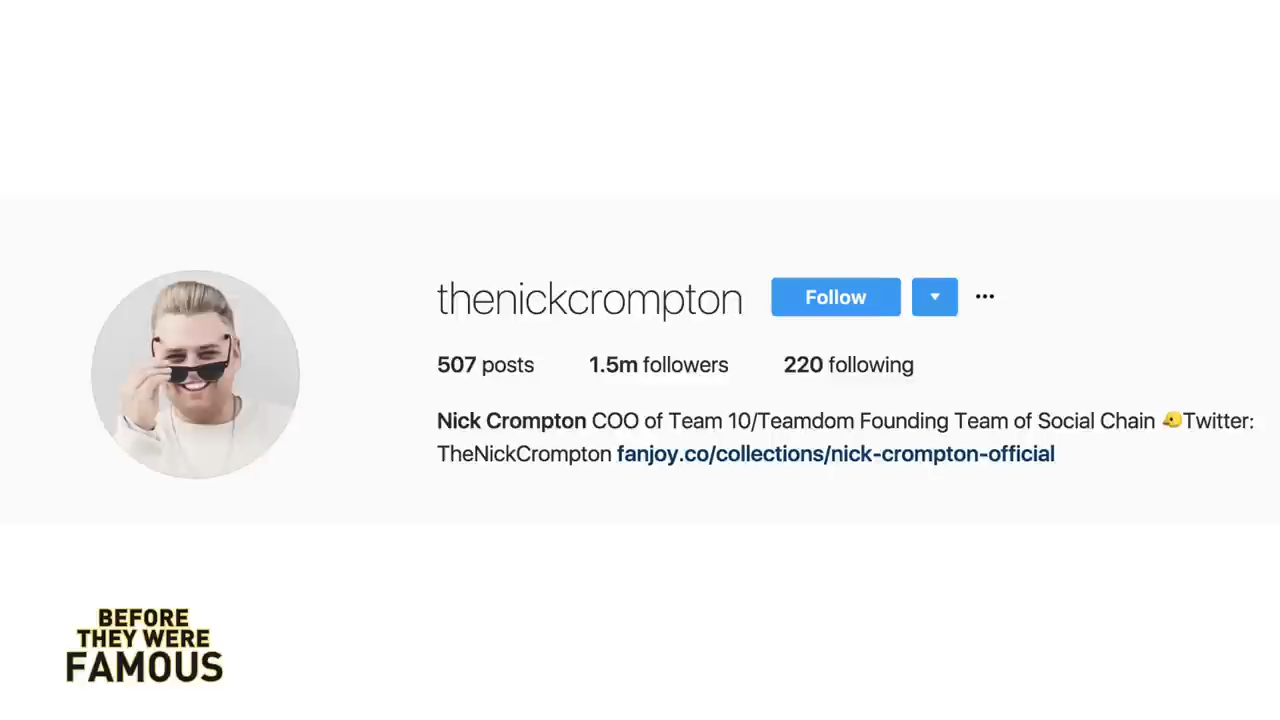 thenickcrompton Follow
507 posts 1.5m followers 220 following
Nick Crompton COO of Team 10/Teamdom Founding Team of Social Chain 🤏Twitter:
TheNickCrompton fanjoy.co/collections/nick-crompton-official
BEFORE
THEY WERE
FAMOUS